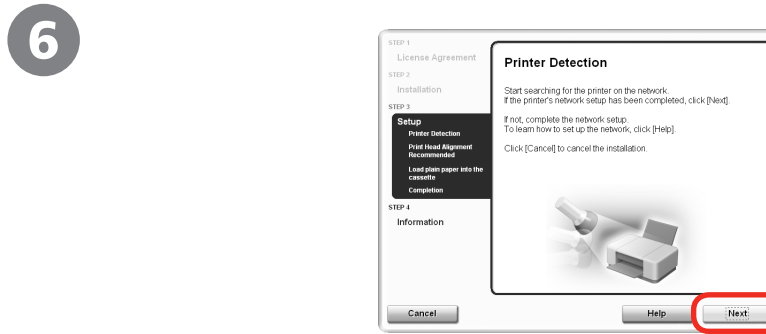 6
STEP 1
License Agreement
STEP 2
Installation
STEP 3
Setup
Printer Detection
Print Head Alignment
Recommended
Load plain paper into the
cassette
Completion
STEP 4
Information
Printer Detection
Start searching for the printer on the network.
If the printer's network setup has been completed, click [Next].
If not, complete the network setup.
To learn how to set up the network, click [Help].
Click [Cancel] to cancel the installation.
Cancel
Help
Next